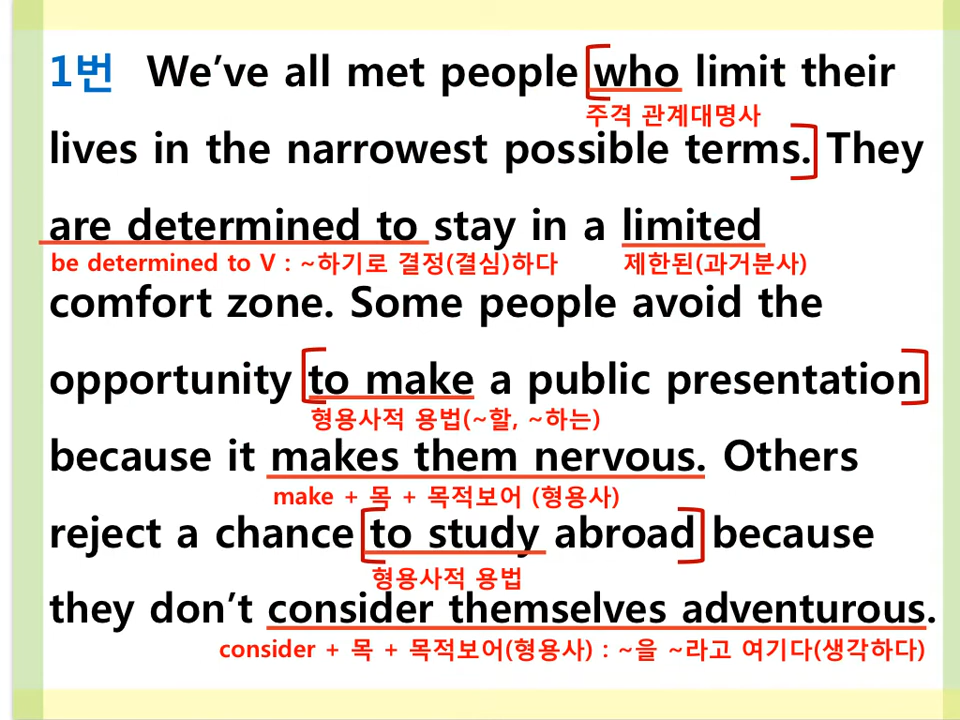 1번 We’ve all met people who limit their
주격 관계대명사
lives in the narrowest possible terms. They
are determined to stay in a limited
be determined to V : ~하기로 결정(결심)하다 제한된(과거분사)
comfort zone. Some people avoid the
opportunity to make a public presentation
형용사적 용법(~할, ~하는)
because it makes them nervous. Others
make + 목 + 목적보어 (형용사)
reject a chance to study abroad because
형용사적 용법
they don’t consider themselves adventurous.
consider + 목 + 목적보어(형용사) : ~을 ~라고 여기다(생각하다)